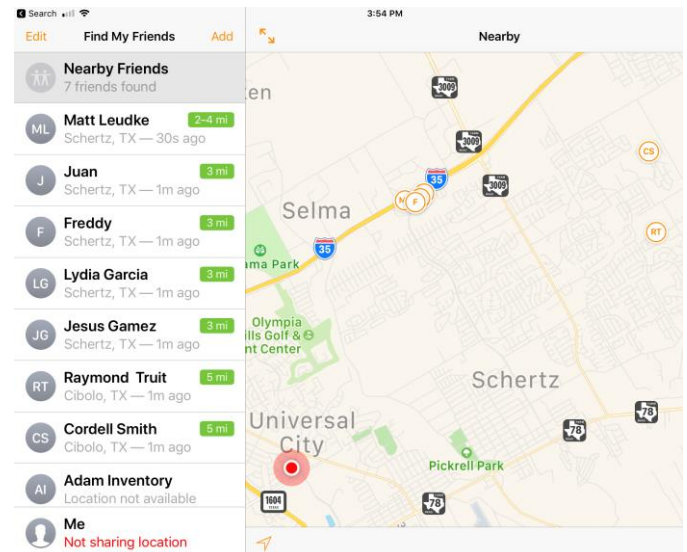 Search
3:54 PM
Edit
Find My Friends
Add
Nearby
Nearby Friends
7 friends found
ML
Matt Leudke
2–4 mi
Schertz, TX — 30s ago
J
Juan
3 mi
Schertz, TX — 1m ago
F
Freddy
3 mi
Schertz, TX — 1m ago
LG
Lydia Garcia
3 mi
Schertz, TX — 1m ago
JG
Jesus Gamez
3 mi
Schertz, TX — 1m ago
RT
Raymond Truit
5 mi
Cibolo, TX — 1m ago
CS
Cordell Smith
5 mi
Cibolo, TX — 1m ago
AI
Adam Inventory
Location not available
Me
Not sharing location
en
3009
3009
CS
35
3009
F
Selma
RT
35
ama Park
Olympia
lls Golf &
nt Center
Schertz
78
Universal
City
78
Pickrell Park
1604
78